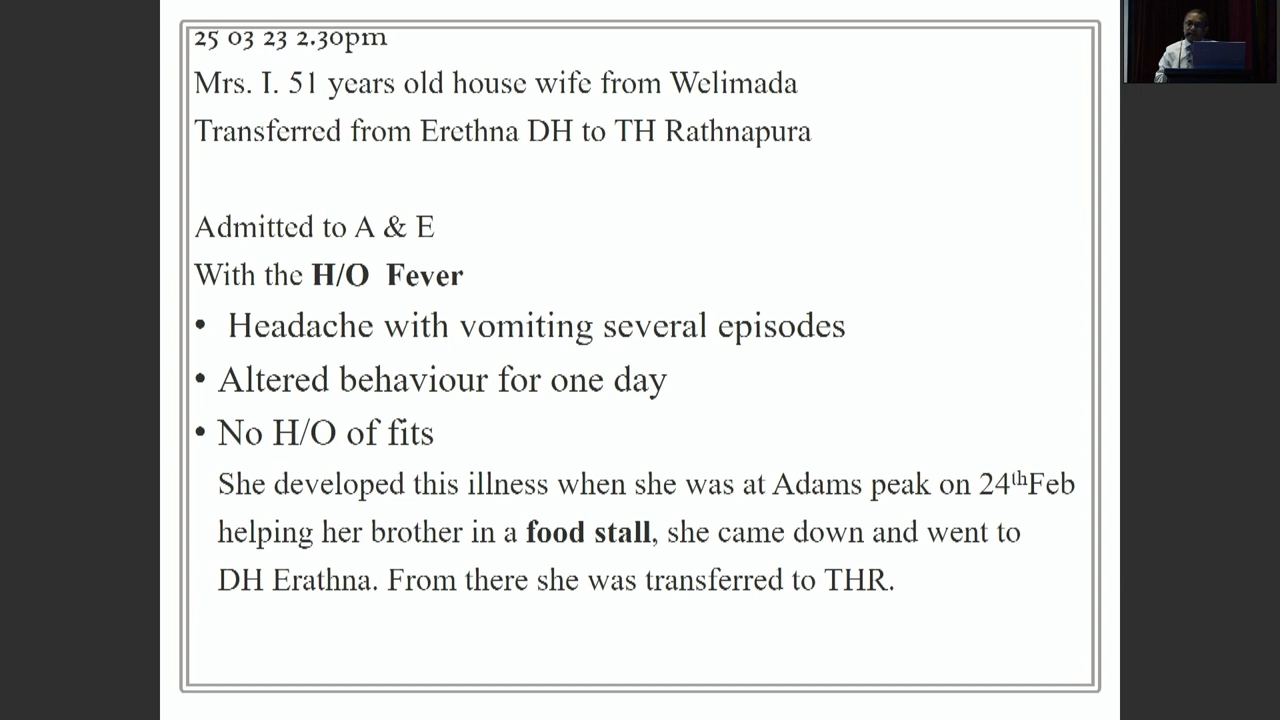 25 03 23 2.30pm
Mrs. I. 51 years old house wife from Welimada
Transferred from Erethna DH to TH Rathnapura
Admitted to A & E
With the H/O Fever
• Headache with vomiting several episodes
• Altered behaviour for one day
• No H/O of fits
She developed this illness when she was at Adams peak on 24thFeb
helping her brother in a food stall, she came down and went to
DH Erathna. From there she was transferred to THR.